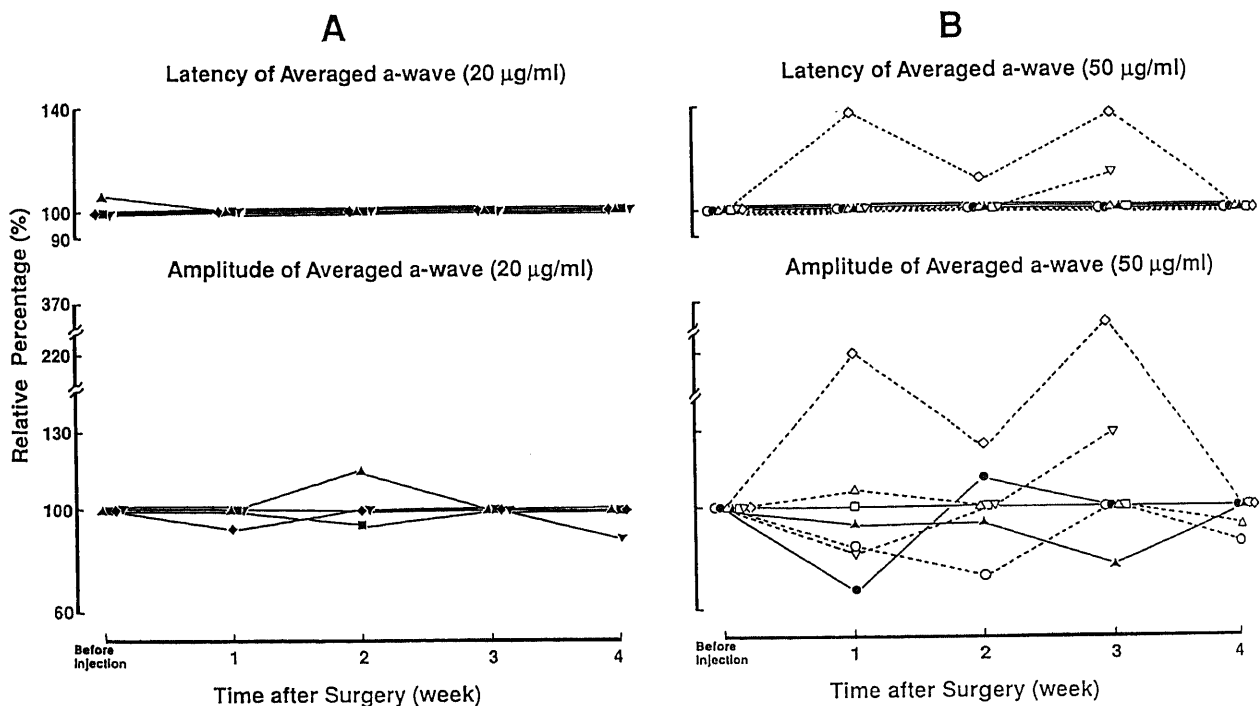 A
B
Latency of Averaged a-wave (20 µg/ml)
Latency of Averaged a-wave (50 µg/ml)
140
100
90
Relative Percentage (%)
Amplitude of Averaged a-wave (20 µg/ml)
Amplitude of Averaged a-wave (50 µg/ml)
370
220
130
100
60
Before
Injection
1
2
3
4
Before
Injection
1
2
3
4
Time after Surgery (week)
Time after Surgery (week)